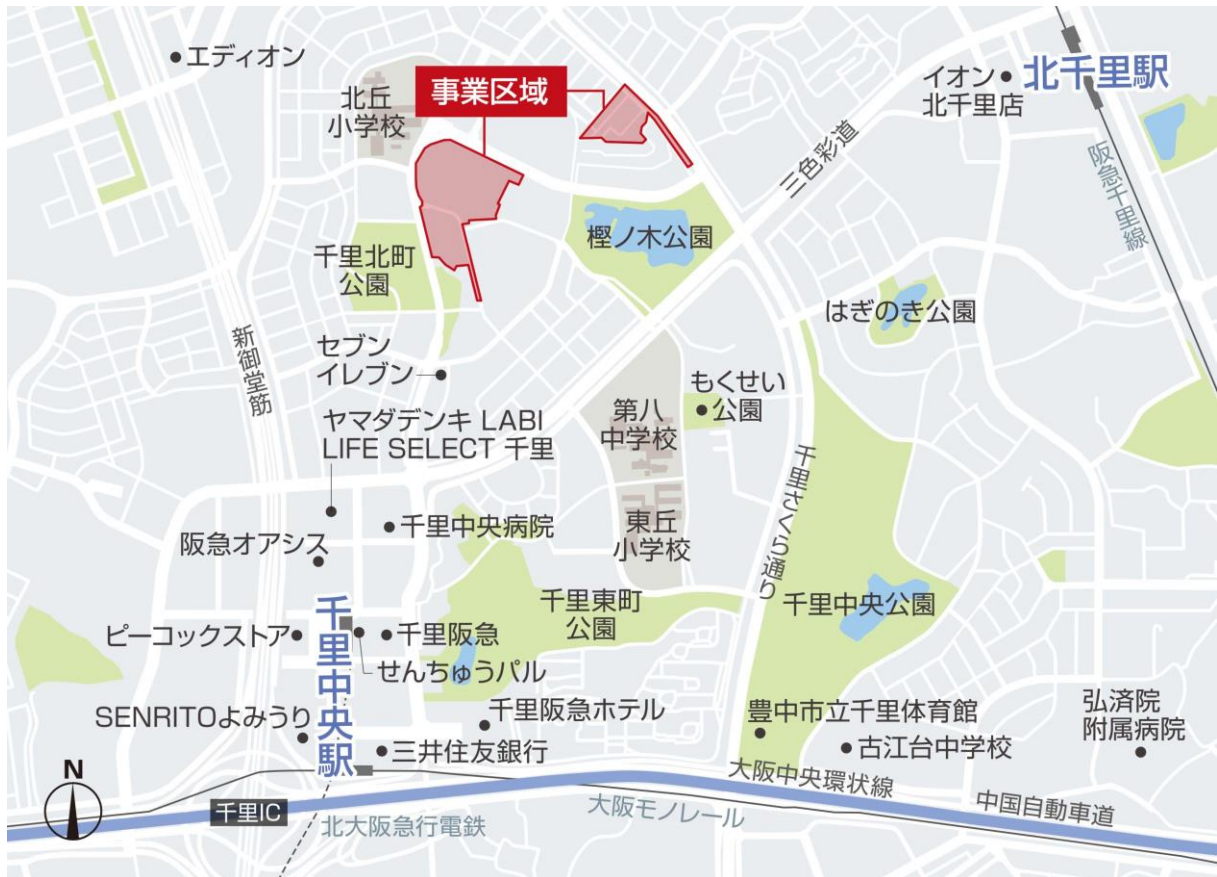 エディオン
北丘
小学校
事業区域
イオン
北千里店
北千里駅
三色彩道
阪急千里線
樫ノ木公園
千里北町
公園
はぎのき公園
新御堂筋
セブン
イレブン
もくせい
公園
第八
中学校
ヤマダデンキ LABI
LIFE SELECT 千里
千里さくら通り
千里中央病院
東丘
小学校
阪急オアシス
千里東町
公園
千里中央公園
千里中央駅
ピーコックストア
千里阪急
せんちゅうパル
SENRITOよみうり
千里阪急ホテル
豊中市立千里体育館
弘済院
附属病院
三井住友銀行
古江台中学校
大阪中央環状線
N
千里IC
北大阪急行電鉄
大阪モノレール
中国自動車道